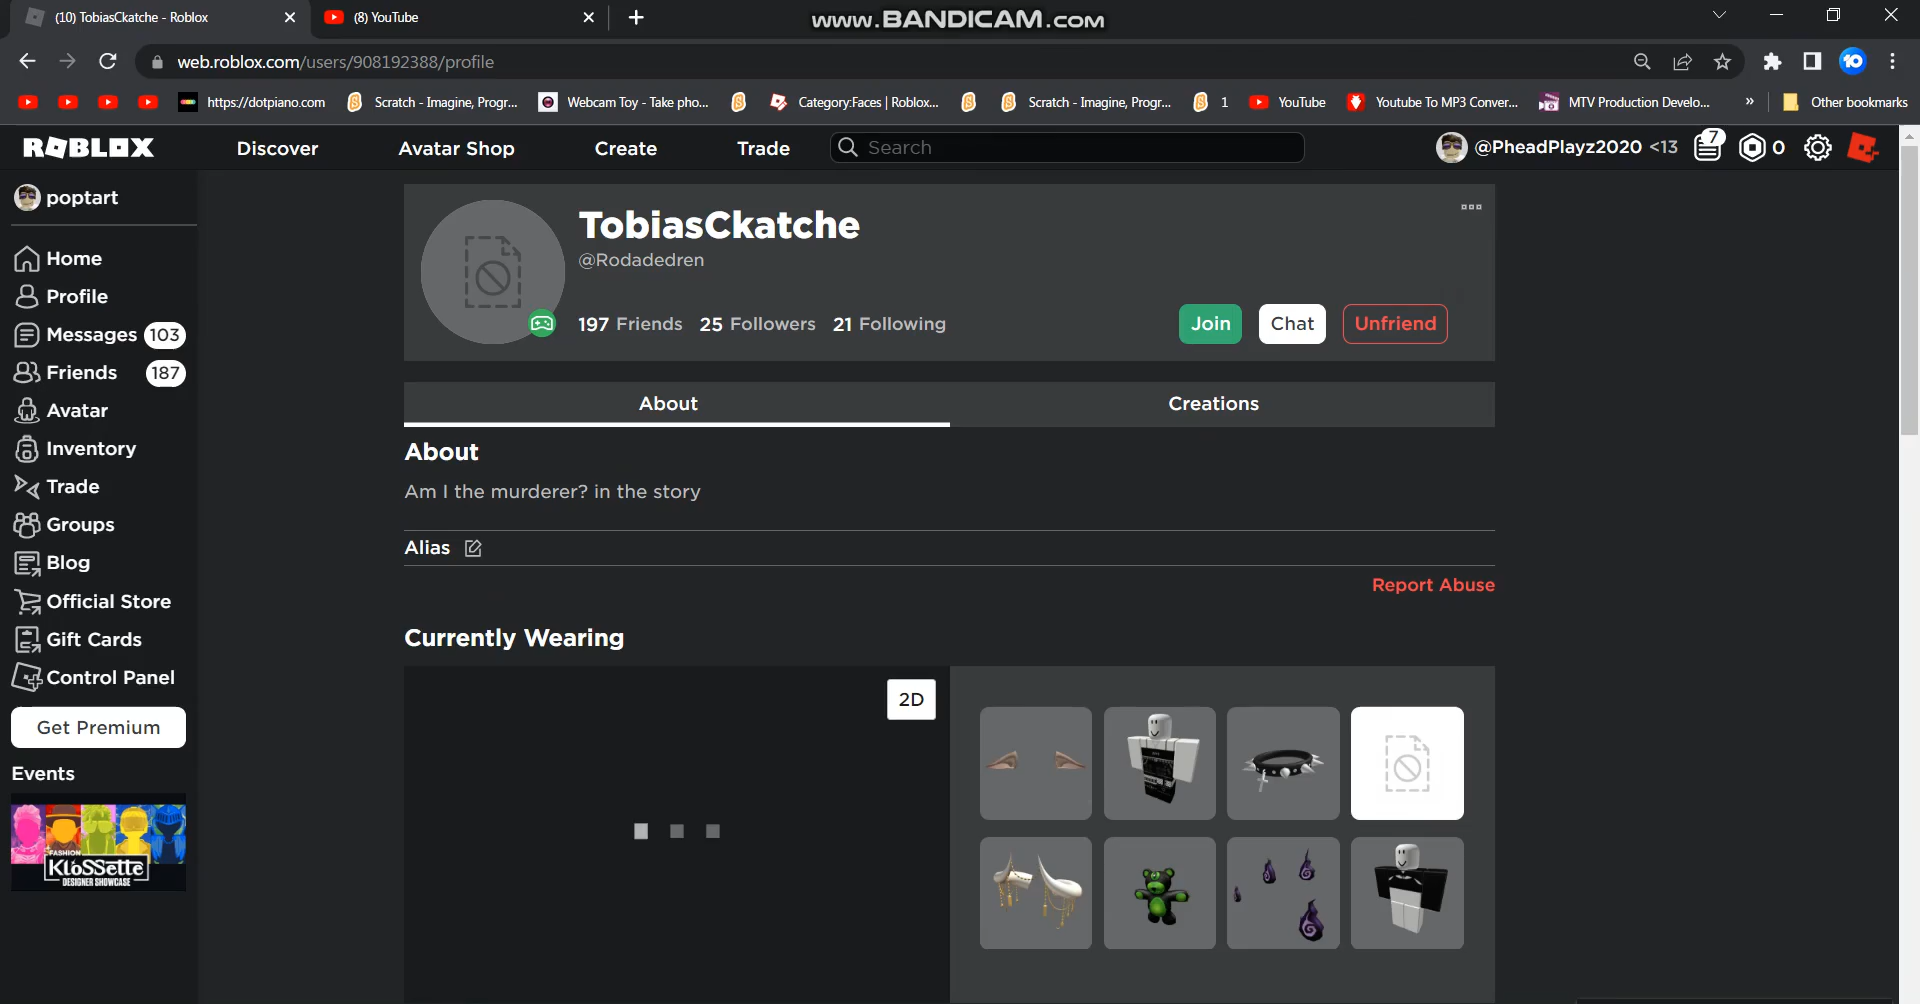 (10) TobiasCkatche - Roblox
(8) YouTube
www.BANDICAM.com
web.roblox.com/users/908192388/profile
https://dotpiano.com
Scratch - Imagine, Progr...
Webcam Toy - Take pho...
Category:Faces | Roblox...
Scratch - Imagine, Progr...
1
YouTube
Youtube To MP3 Conver...
MTV Production Develo...
»
Other bookmarks
ROBLOX
Discover
Avatar Shop
Create
Trade
Search
@PheadPlayz2020 <13
7
0
poptart
Home
Profile
Messages 103
Friends 187
Avatar
Inventory
Trade
Groups
Blog
Official Store
Gift Cards
Control Panel
Get Premium
Events
FASHION
KloSSette
DESIGNER SHOWCASE
TobiasCkatche
@Rodadedren
197 Friends 25 Followers 21 Following
Join
Chat
Unfriend
About
Creations
About
Am I the murderer? in the story
Alias
Report Abuse
Currently Wearing
2D